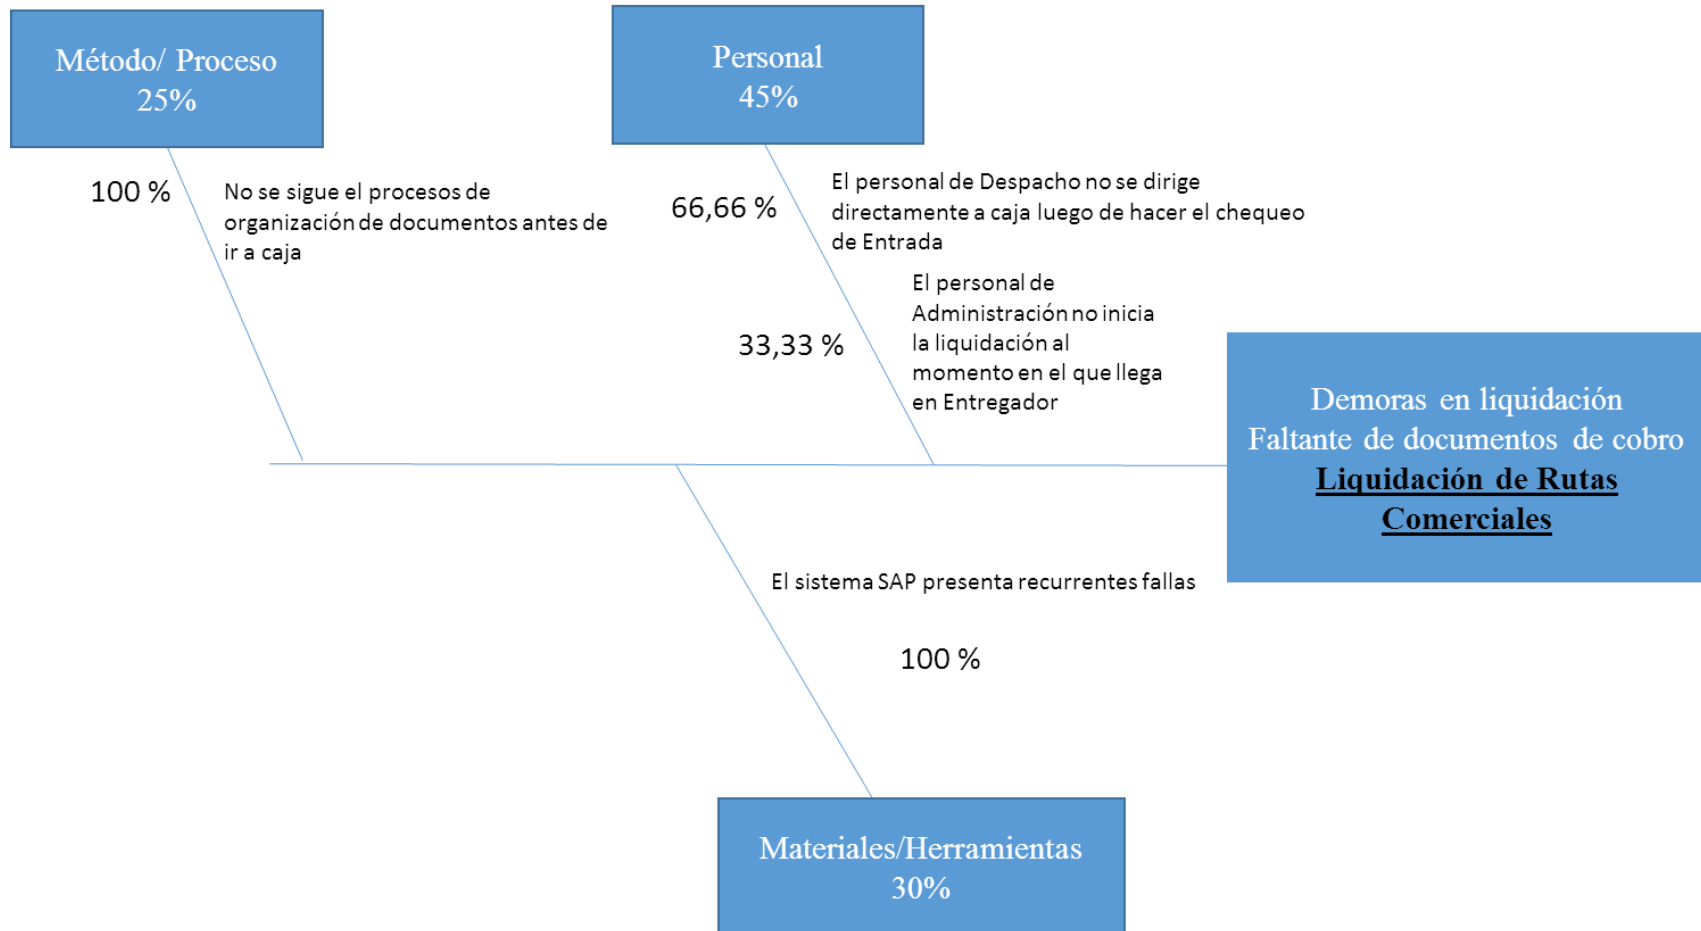 Método/ Proceso
25%
Personal
45%
100 %
No se sigue el procesos de
organización de documentos antes de
ir a caja
66,66 %
El personal de Despacho no se dirige
directamente a caja luego de hacer el chequeo
de Entrada
33,33 %
El personal de
Administración no inicia
la liquidación al
momento en el que llega
en Entregador
Demoras en liquidación
Faltante de documentos de cobro
Liquidación de Rutas
Comerciales
El sistema SAP presenta recurrentes fallas
100 %
Materiales/Herramientas
30%